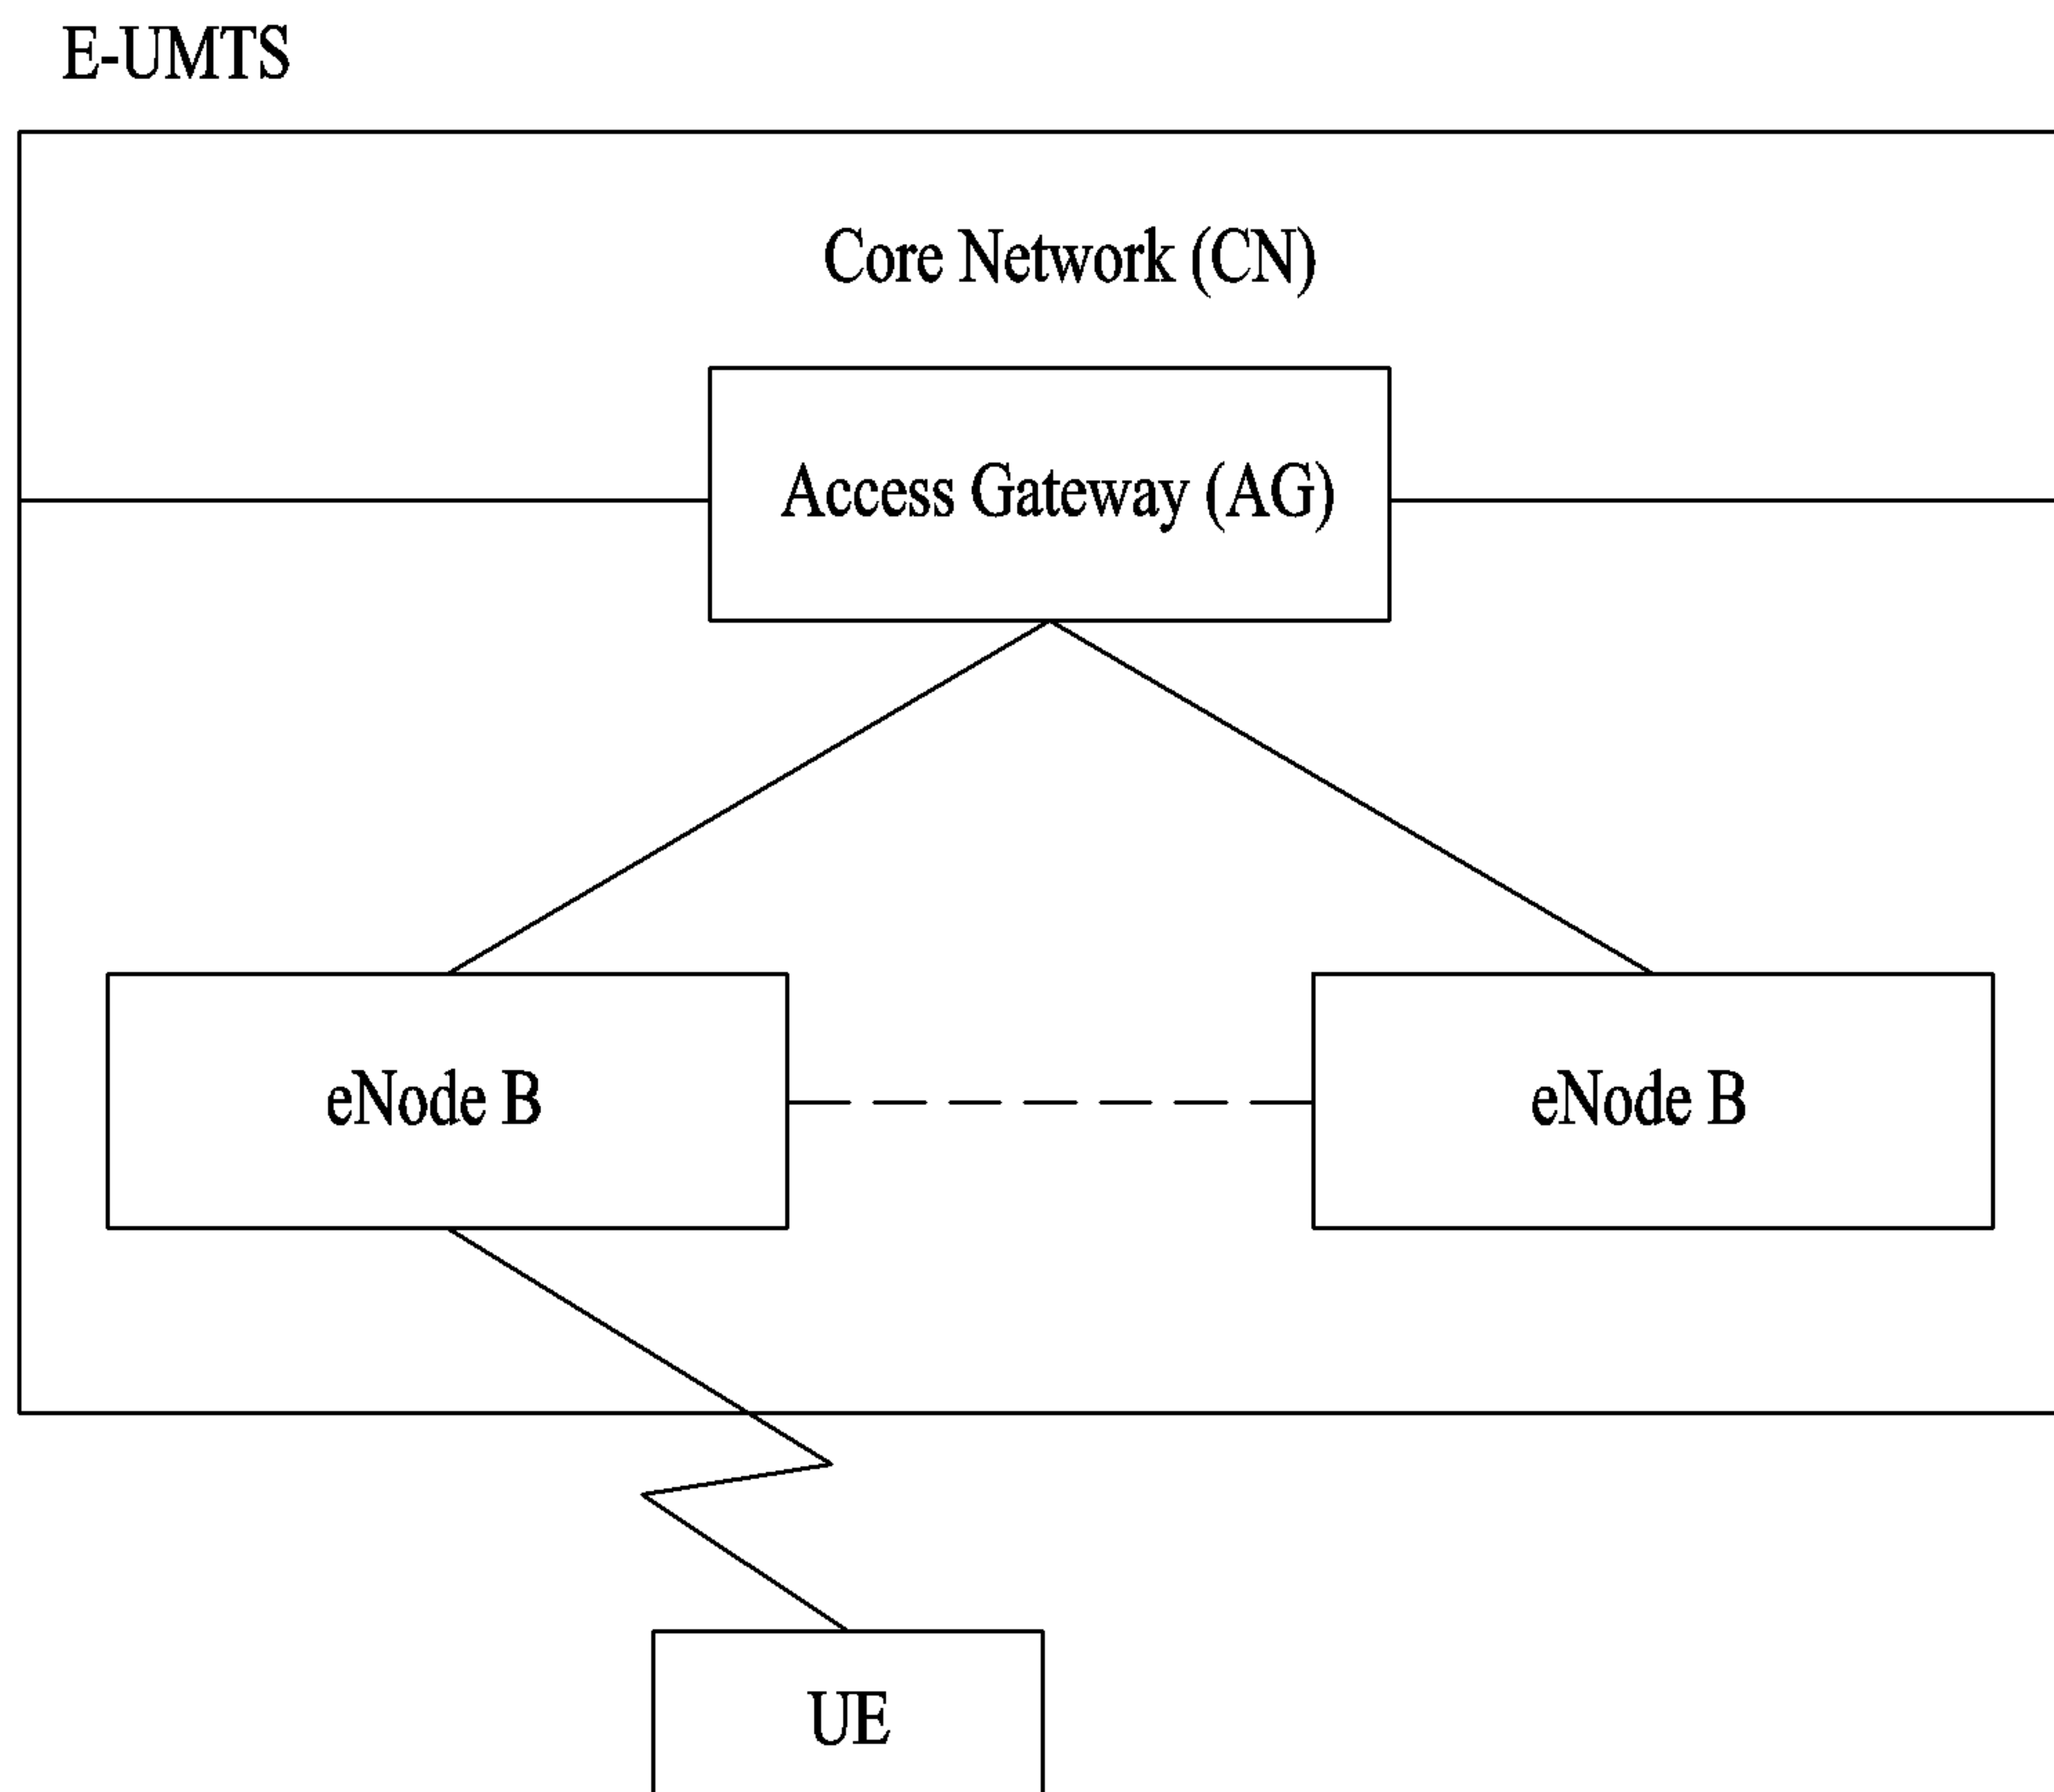 E-UMTS
Core Network (CN)
Access Gateway (AG)
eNode B
eNode B
UE